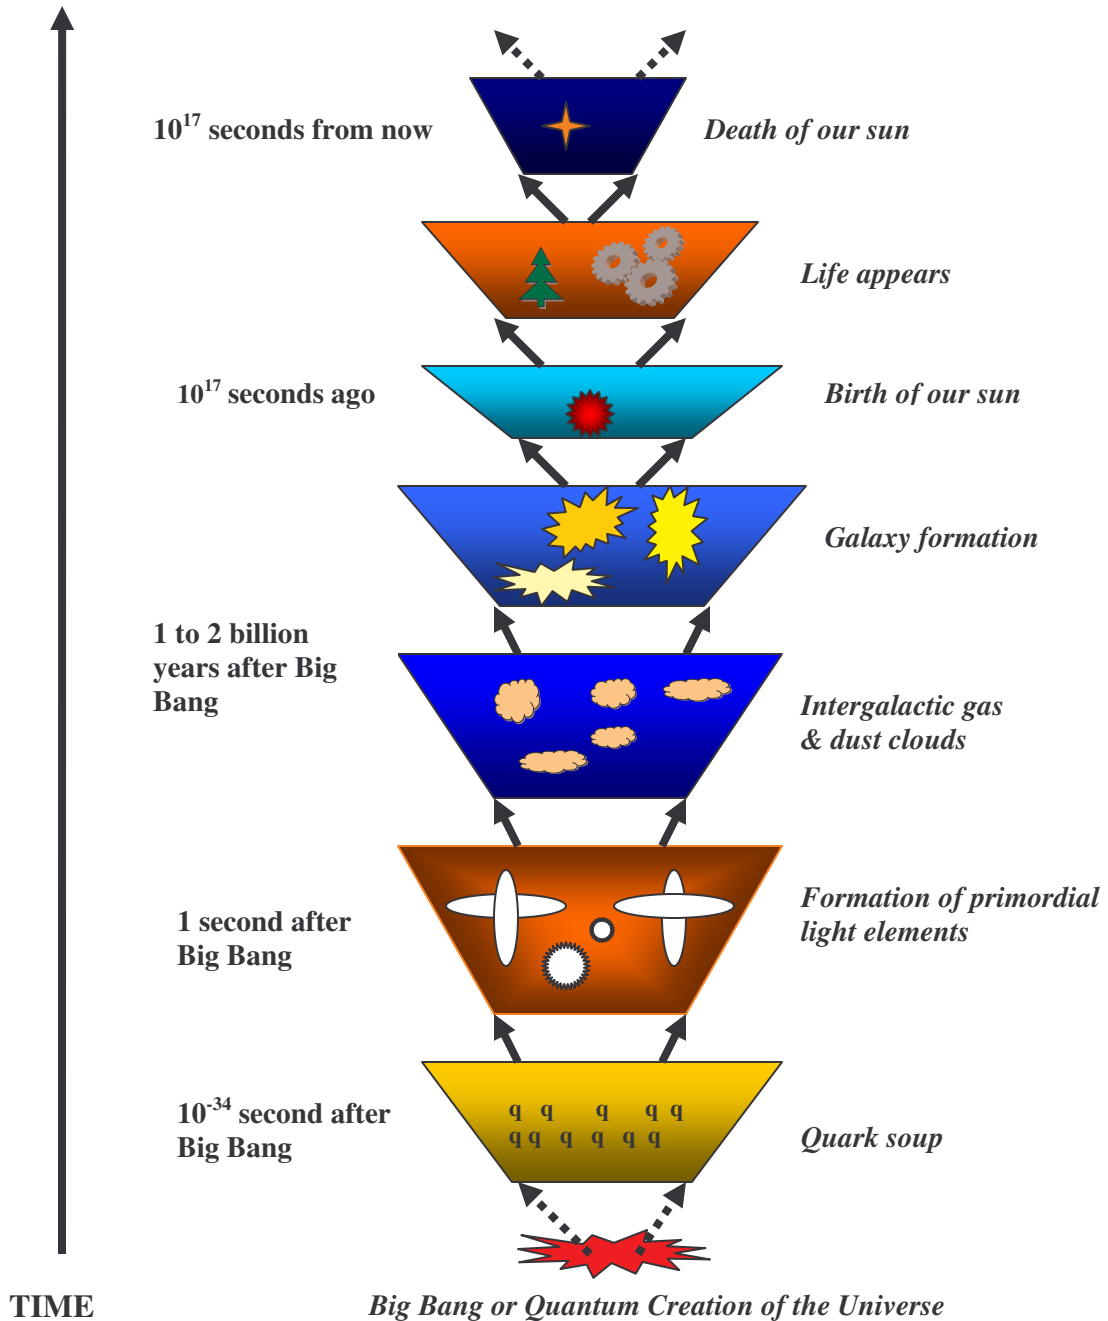 10¹⁷ seconds from now
Death of our sun
Life appears
10¹⁷ seconds ago
Birth of our sun
Galaxy formation
1 to 2 billion
years after Big
Bang
Intergalactic gas
& dust clouds
Formation of primordial
light elements
1 second after
Big Bang
10⁻³⁴ second after
Big Bang
q q q q q
q q q q q q
Quark soup
TIME
Big Bang or Quantum Creation of the Universe